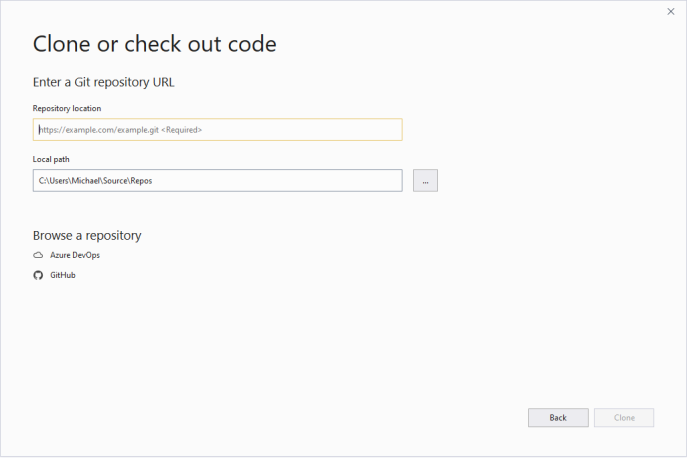 Clone or check out code
Enter a Git repository URL
Repository location
https://example.com/example.git <Required>
Local path
C:\Users\Michael\Source\Repos
...
Browse a repository
Azure DevOps
GitHub
Back Clone